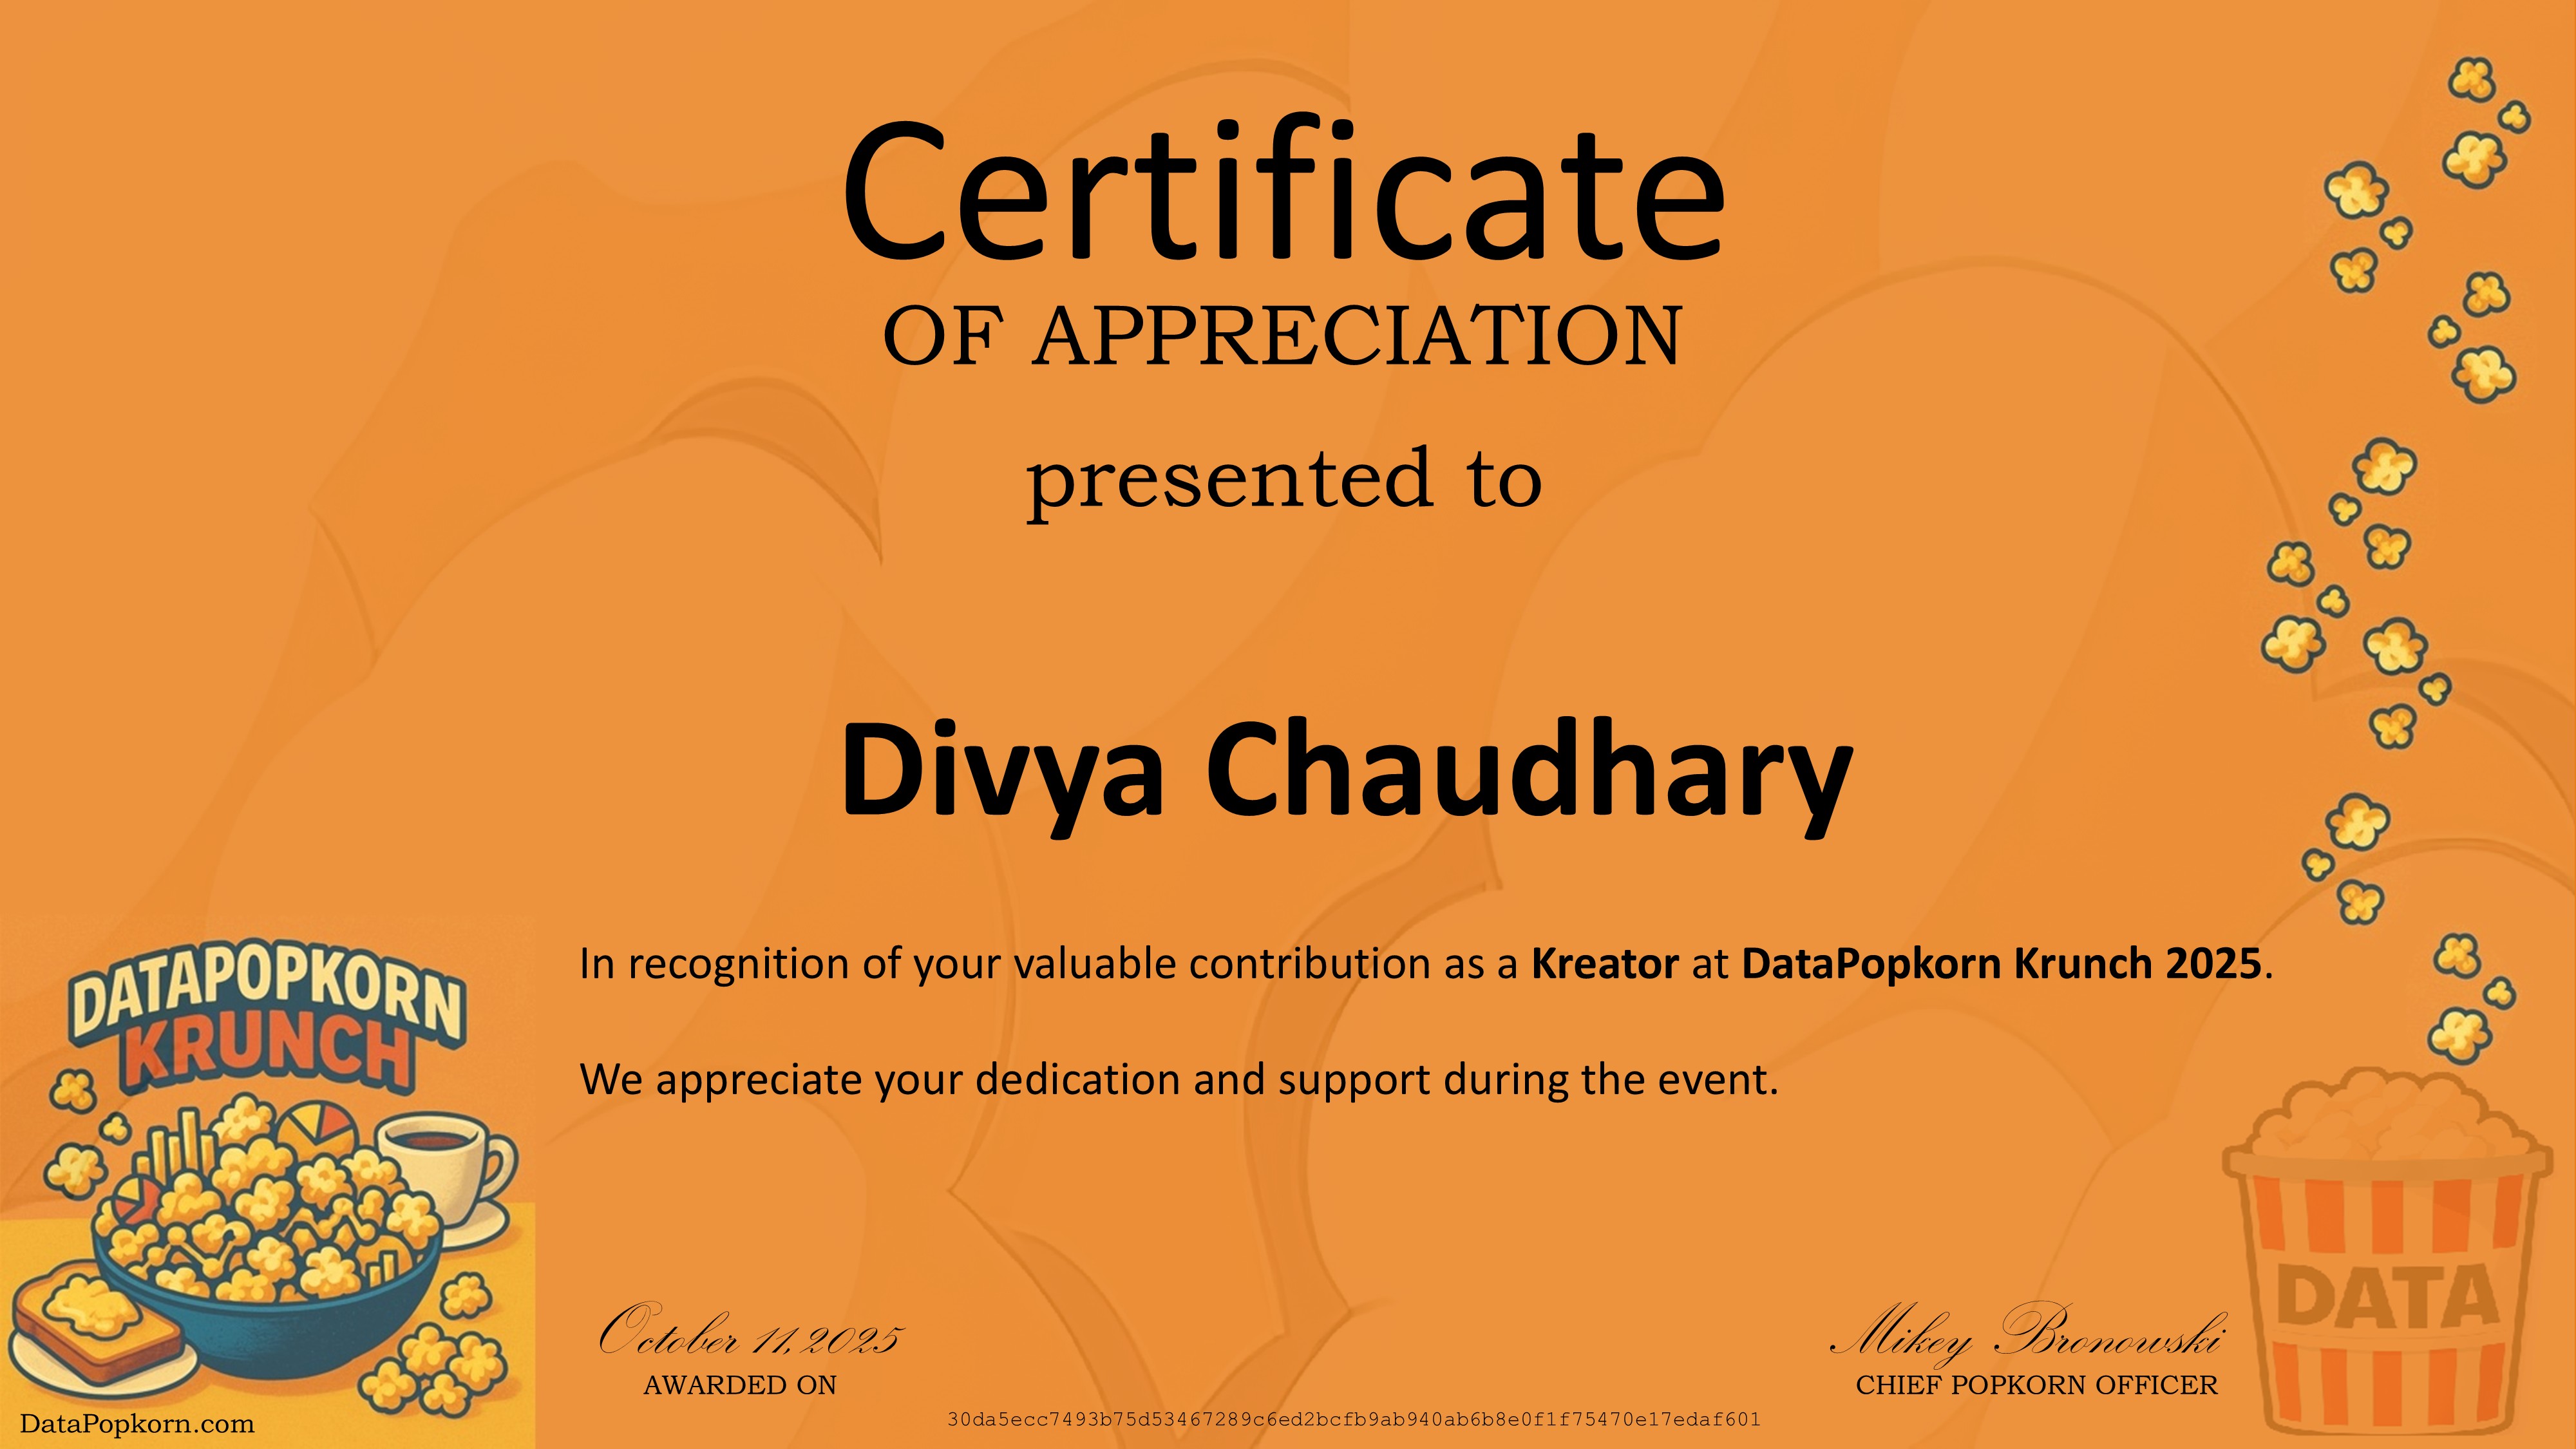 Certificate
OF APPRECIATION
presented to
Divya Chaudhary
In recognition of your valuable contribution as a Kreator at DataPopkorn Krunch 2025.
We appreciate your dedication and support during the event.
DATAPOPKORN
KRUNCH
DATA
October 11, 2025
AWARDED ON
Mikey Bronowski
CHIEF POPKORN OFFICER
30da5ecc7493b75d53467289c6ed2bcfb9ab940ab6b8e0f1f75470e17edaf601
DataPopkorn.com